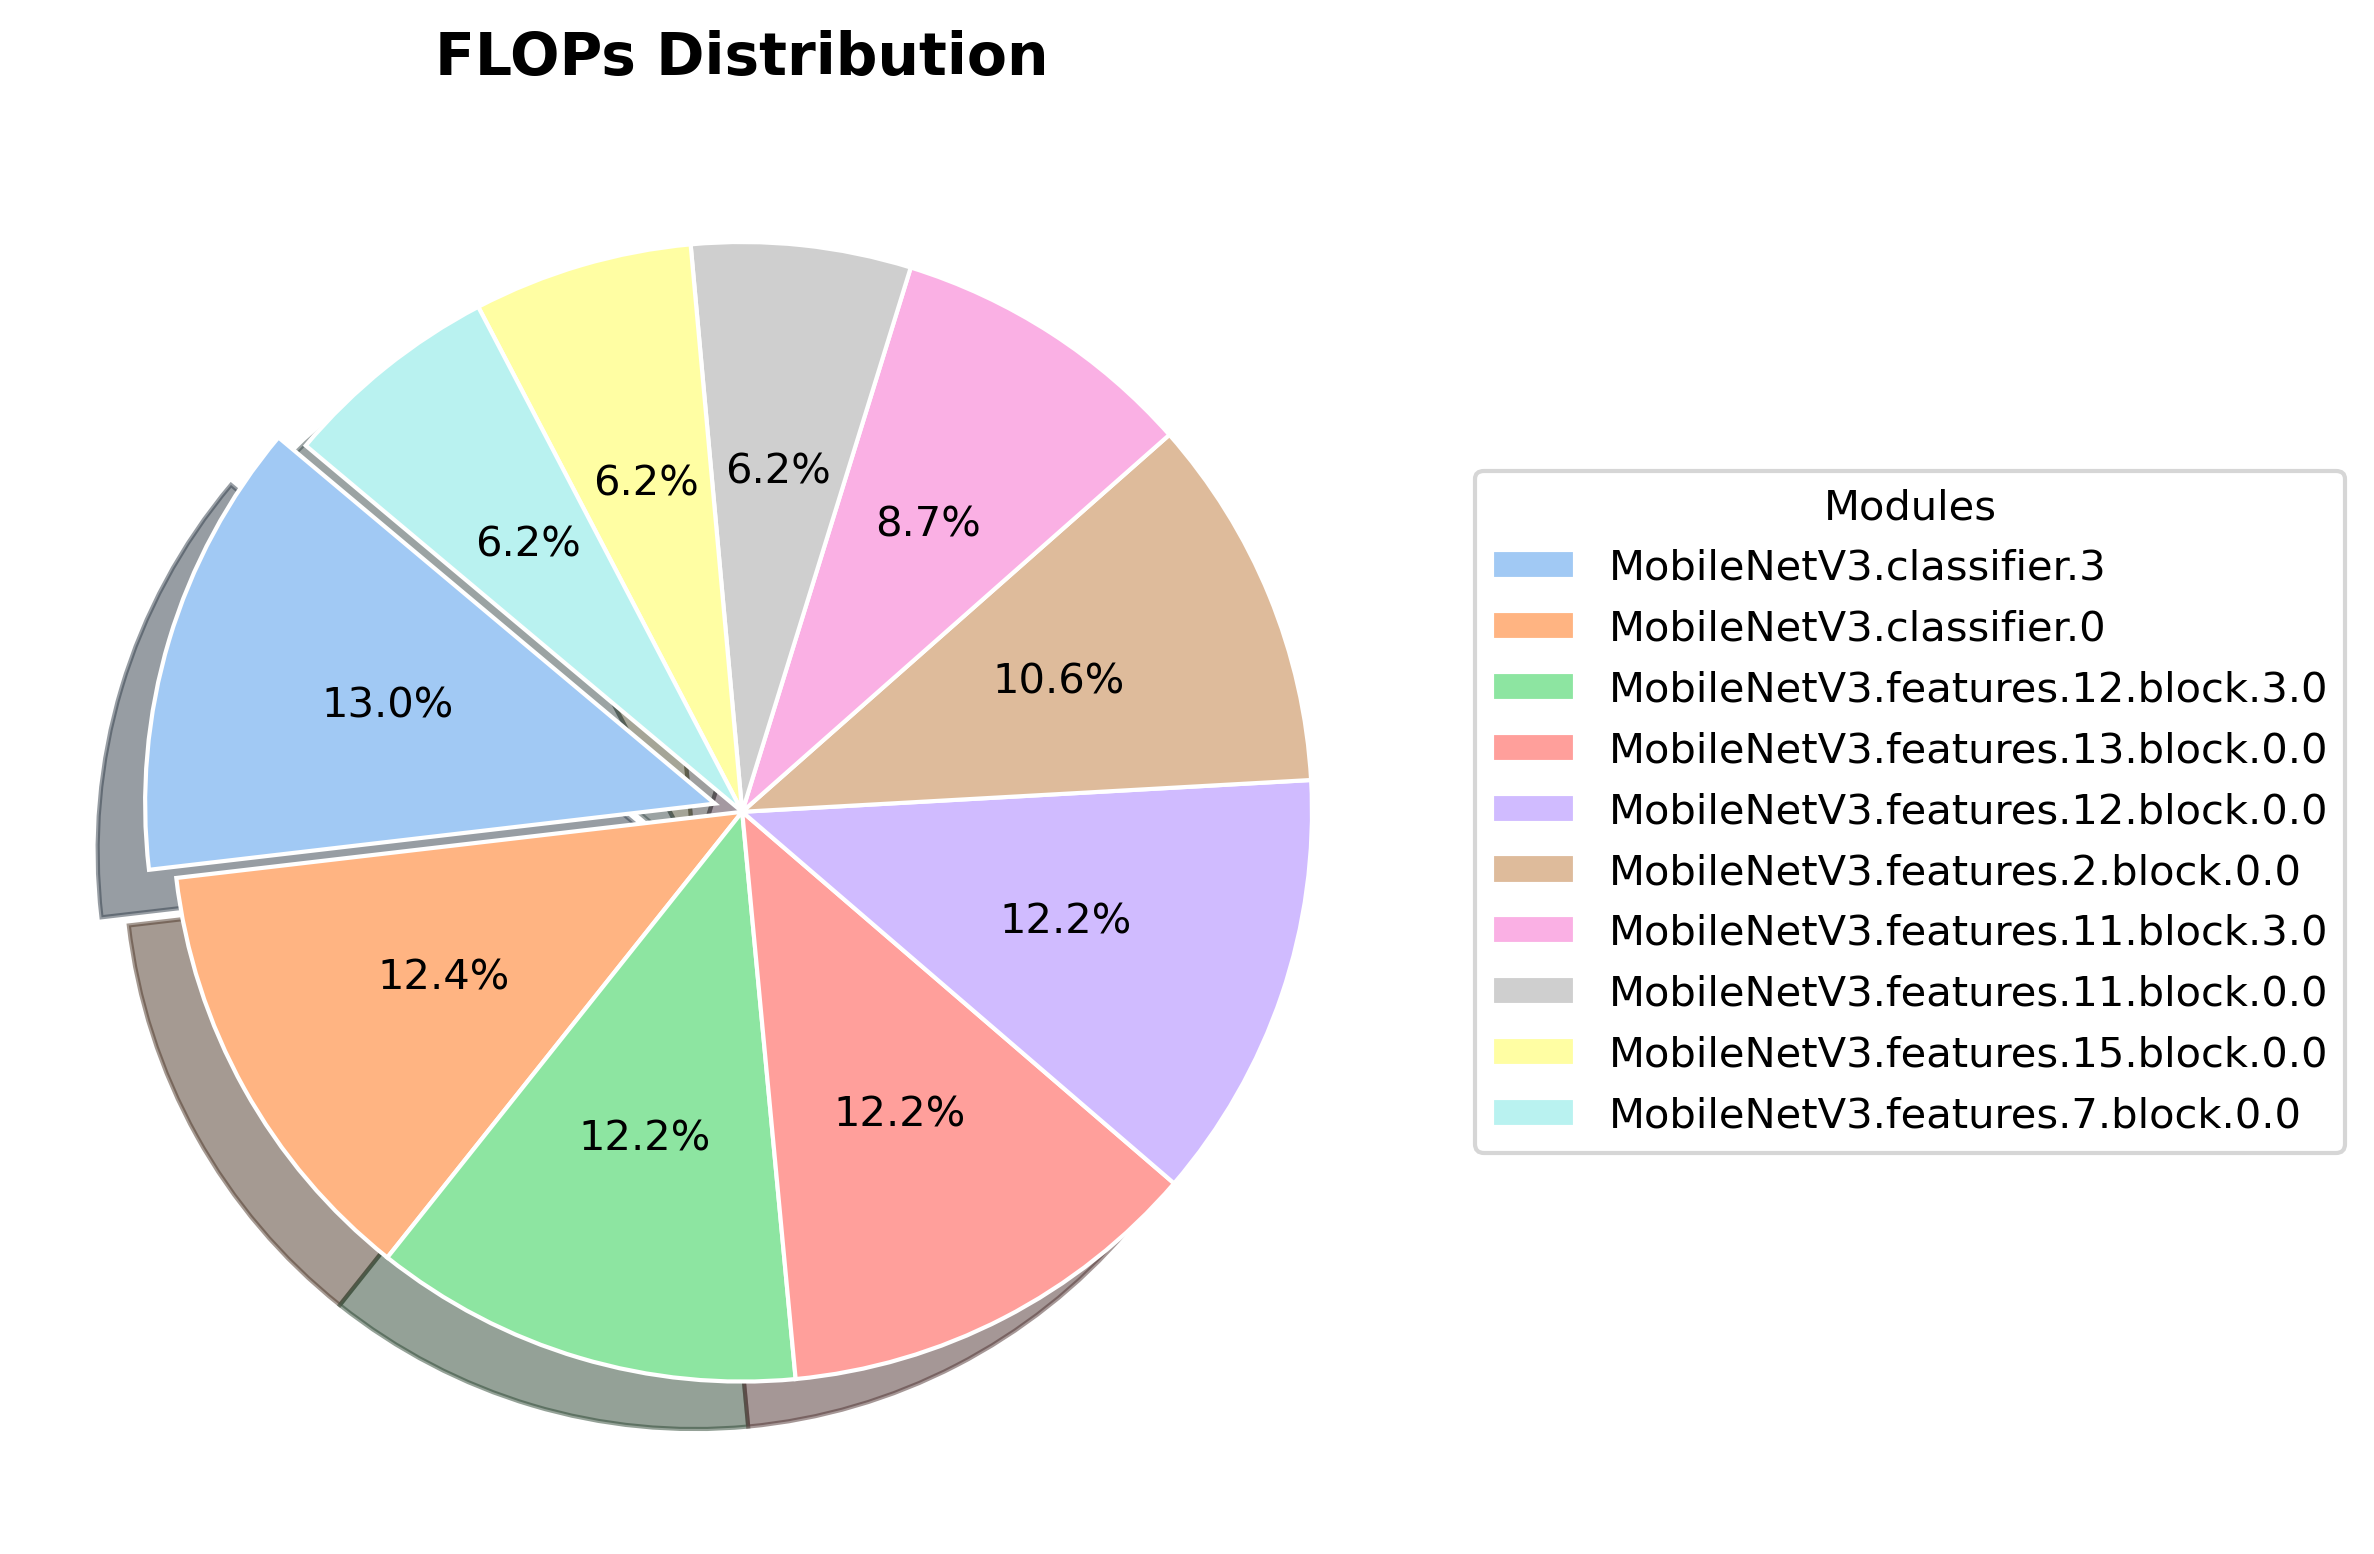 FLOPs Distribution
6.2%
6.2%
6.2%
8.7%
10.6%
13.0%
12.2%
12.4%
12.2%
12.2%
Modules
MobileNetV3.classifier.3
MobileNetV3.classifier.0
MobileNetV3.features.12.block.3.0
MobileNetV3.features.13.block.0.0
MobileNetV3.features.12.block.0.0
MobileNetV3.features.2.block.0.0
MobileNetV3.features.11.block.3.0
MobileNetV3.features.11.block.0.0
MobileNetV3.features.15.block.0.0
MobileNetV3.features.7.block.0.0